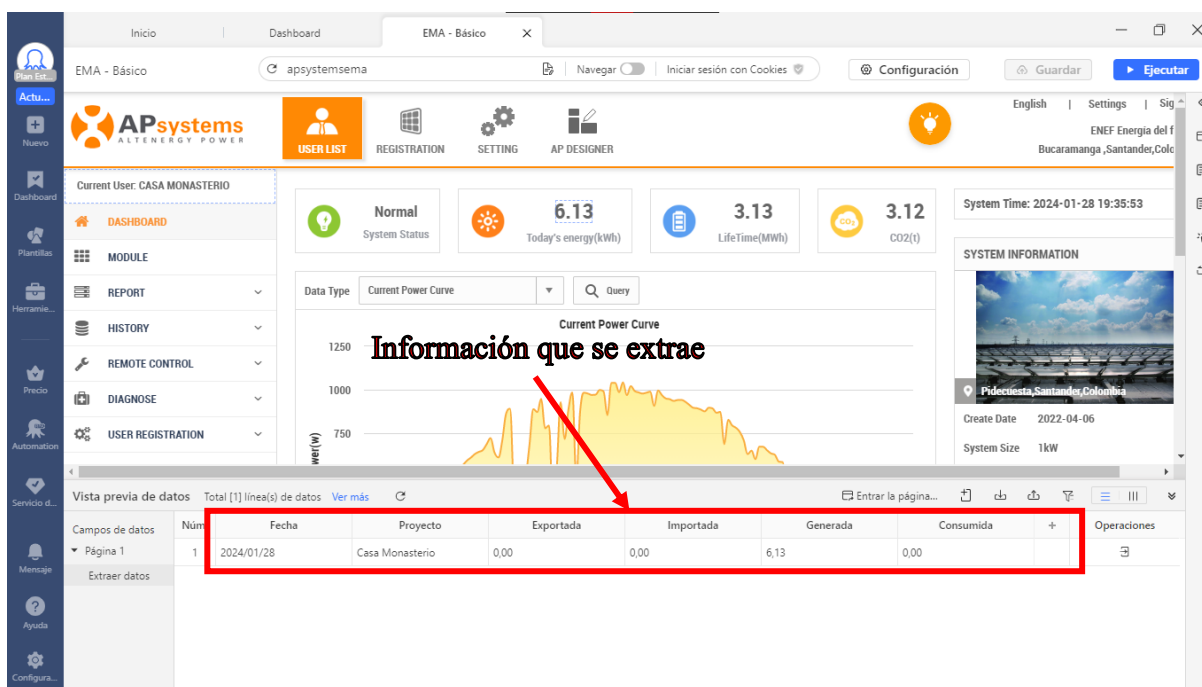 Inicio
Dashboard
EMA - Básico
Plan Est...
Actu...
Nuevo
Dashboard
Plantillas
Herramie...
Precio
Automation
Servicio d...
Mensaje
Ayuda
Configura...
EMA - Básico
apsystemsema
Navegar
Iniciar sesión con Cookies
Configuración
Guardar
Ejecutar
APsystems
ALTENERGY POWER
USER LIST
REGISTRATION
SETTING
AP DESIGNER
English | Settings | Sig
ENEF Energia del f
Bucaramanga ,Santander,Colc
Current User: CASA MONASTERIO
DASHBOARD
MODULE
REPORT
HISTORY
REMOTE CONTROL
DIAGNOSE
USER REGISTRATION
Normal
System Status
6.13
Today's energy(kWh)
3.13
LifeTime(MWh)
CO2
3.12
CO2(t)
System Time: 2024-01-28 19:35:53
SYSTEM INFORMATION
Pidecuesta,Santander,Colombia
Create Date 2022-04-06
System Size 1kW
Data Type
Current Power Curve
Query
Current Power Curve
Información que se extrae
1250
1000
750
wer(w)
Vista previa de datos
Total [1] línea(s) de datos
Ver más
Entrar la página...
Campos de datos
Página 1
Extraer datos
Núm Fecha Proyecto Exportada Importada Generada Consumida + Operaciones
1 2024/01/28 Casa Monasterio 0,00 0,00 6,13 0,00